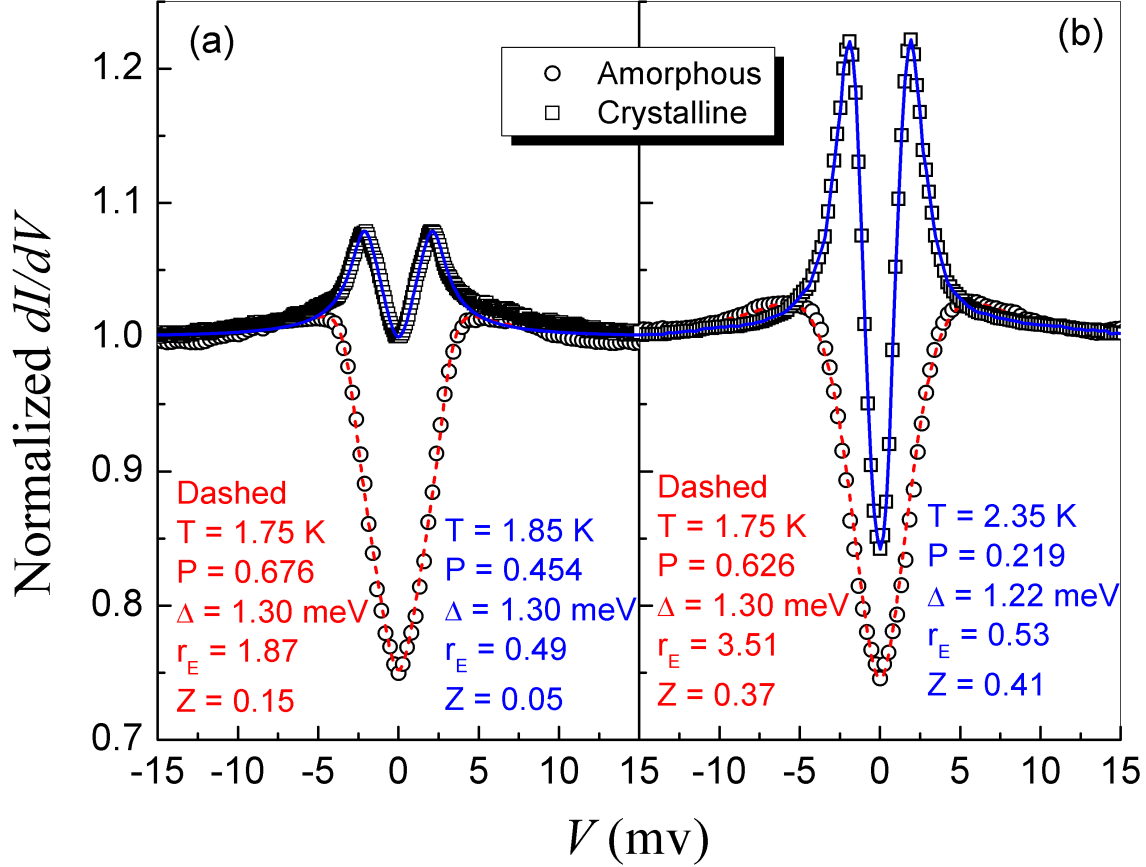 (a)
(b)
Amorphous
Crystalline
Normalized dI/dV
1.2
1.1
1.0
0.9
0.8
0.7
Dashed
T = 1.75 K
P = 0.676
Δ = 1.30 meV
r_E = 1.87
Z = 0.15
T = 1.85 K
P = 0.454
Δ = 1.30 meV
r_E = 0.49
Z = 0.05
Dashed
T = 1.75 K
P = 0.626
Δ = 1.30 meV
r_E = 3.51
Z = 0.37
T = 2.35 K
P = 0.219
Δ = 1.22 meV
r_E = 0.53
Z = 0.41
-15 -10 -5 0 5 10 15 -10 -5 0 5 10 15
V (mv)